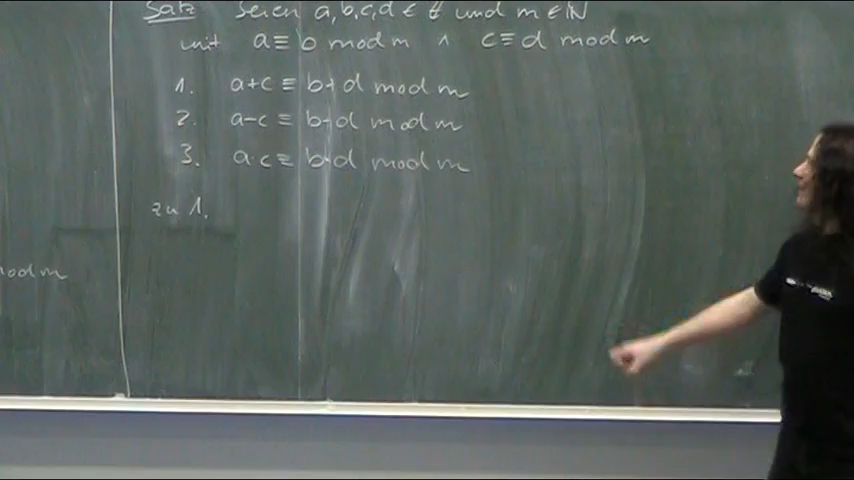 Satz Seien a,b,c,d ∈ ℤ und m ∈ ℕ
mit a ≡ b mod m ∧ c ≡ d mod m
1. a+c ≡ b+d mod m
2. a-c ≡ b-d mod m
3. a·c ≡ b·d mod m
zu 1.
mod m